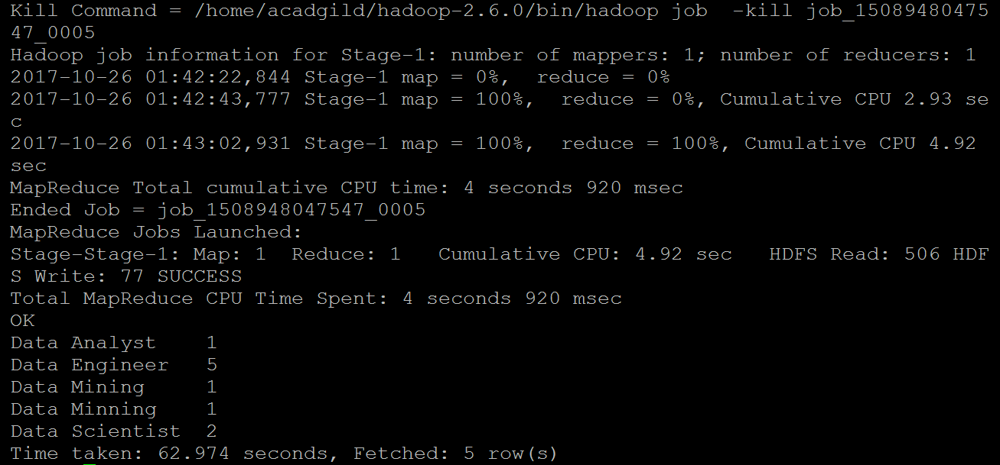 Kill Command = /home/acadgild/hadoop-2.6.0/bin/hadoop job  -kill job_15089480475
47_0005
Hadoop job information for Stage-1: number of mappers: 1; number of reducers: 1
2017-10-26 01:42:22,844 Stage-1 map = 0%,  reduce = 0%
2017-10-26 01:42:43,777 Stage-1 map = 100%,  reduce = 0%, Cumulative CPU 2.93 se
c
2017-10-26 01:43:02,931 Stage-1 map = 100%,  reduce = 100%, Cumulative CPU 4.92
sec
MapReduce Total cumulative CPU time: 4 seconds 920 msec
Ended Job = job_1508948047547_0005
MapReduce Jobs Launched:
Stage-Stage-1: Map: 1  Reduce: 1   Cumulative CPU: 4.92 sec   HDFS Read: 506 HDF
S Write: 77 SUCCESS
Total MapReduce CPU Time Spent: 4 seconds 920 msec
OK
Data Analyst    1
Data Engineer   5
Data Mining     1
Data Minning    1
Data Scientist  2
Time taken: 62.974 seconds, Fetched: 5 row(s)